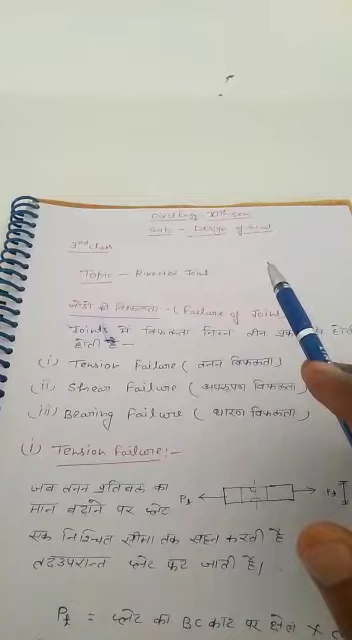 Civil Engg. IIIrd sem
Sub - Design of Steel
3rd class
Topic - Riveted Joint
जोड़ों की विफलता - (Failure of Joint
Joints में विफलता निम्न तीन
होती है -
(i) Tension Failure (तनन विफलता)
(ii) Shear Failure (अपरूपण विफलता)
(iii) Bearing Failure (धारण विफलता)
(i) Tension Failure :-
जब तनन प्रतिबल का
मान बढ़ाने पर प्लेट
एक निश्चित सीमा तक सहन करती है
तदउपरान्त प्लेट फट जाती है।
Pt = प्लेट का BC काट पर क्षेत्र X